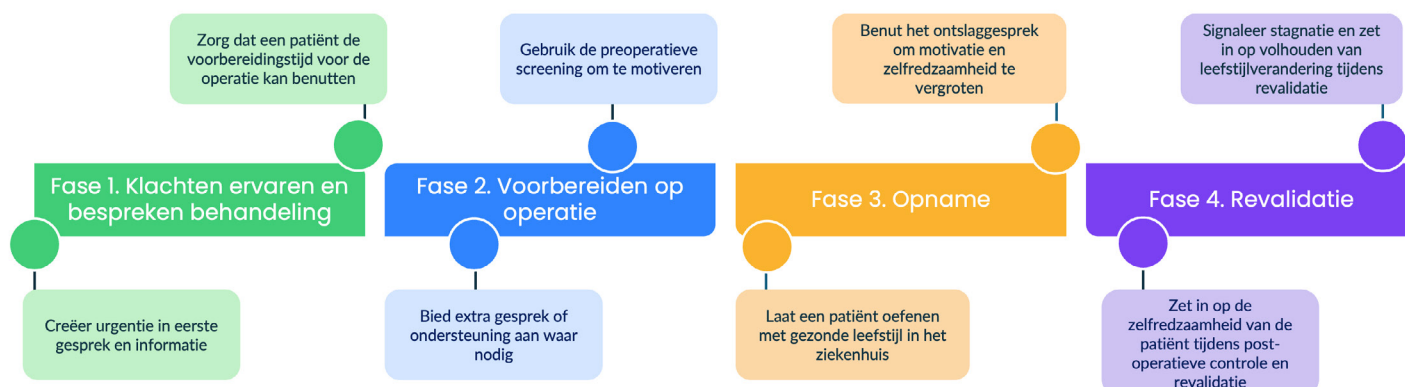 Zorg dat een patiënt de
voorbereidingstijd voor de
operatie kan benutten
Fase 1. Klachten ervaren en
bespreken behandeling
Creëer urgentie in eerste
gesprek en informatie
Gebruik de preoperatieve
screening om te motiveren
Fase 2. Voorbereiden op
operatie
Bied extra gesprek of
ondersteuning aan waar
nodig
Benut het ontslaggesprek
om motivatie en
zelfredzaamheid te
vergroten
Fase 3. Opname
Laat een patiënt oefenen
met gezonde leefstijl in het
ziekenhuis
Signaleer stagnatie en zet
in op volhouden van
leefstijlverandering tijdens
revalidatie
Fase 4. Revalidatie
Zet in op de
zelfredzaamheid van de
patiënt tijdens post-
operatieve controle en
revalidatie